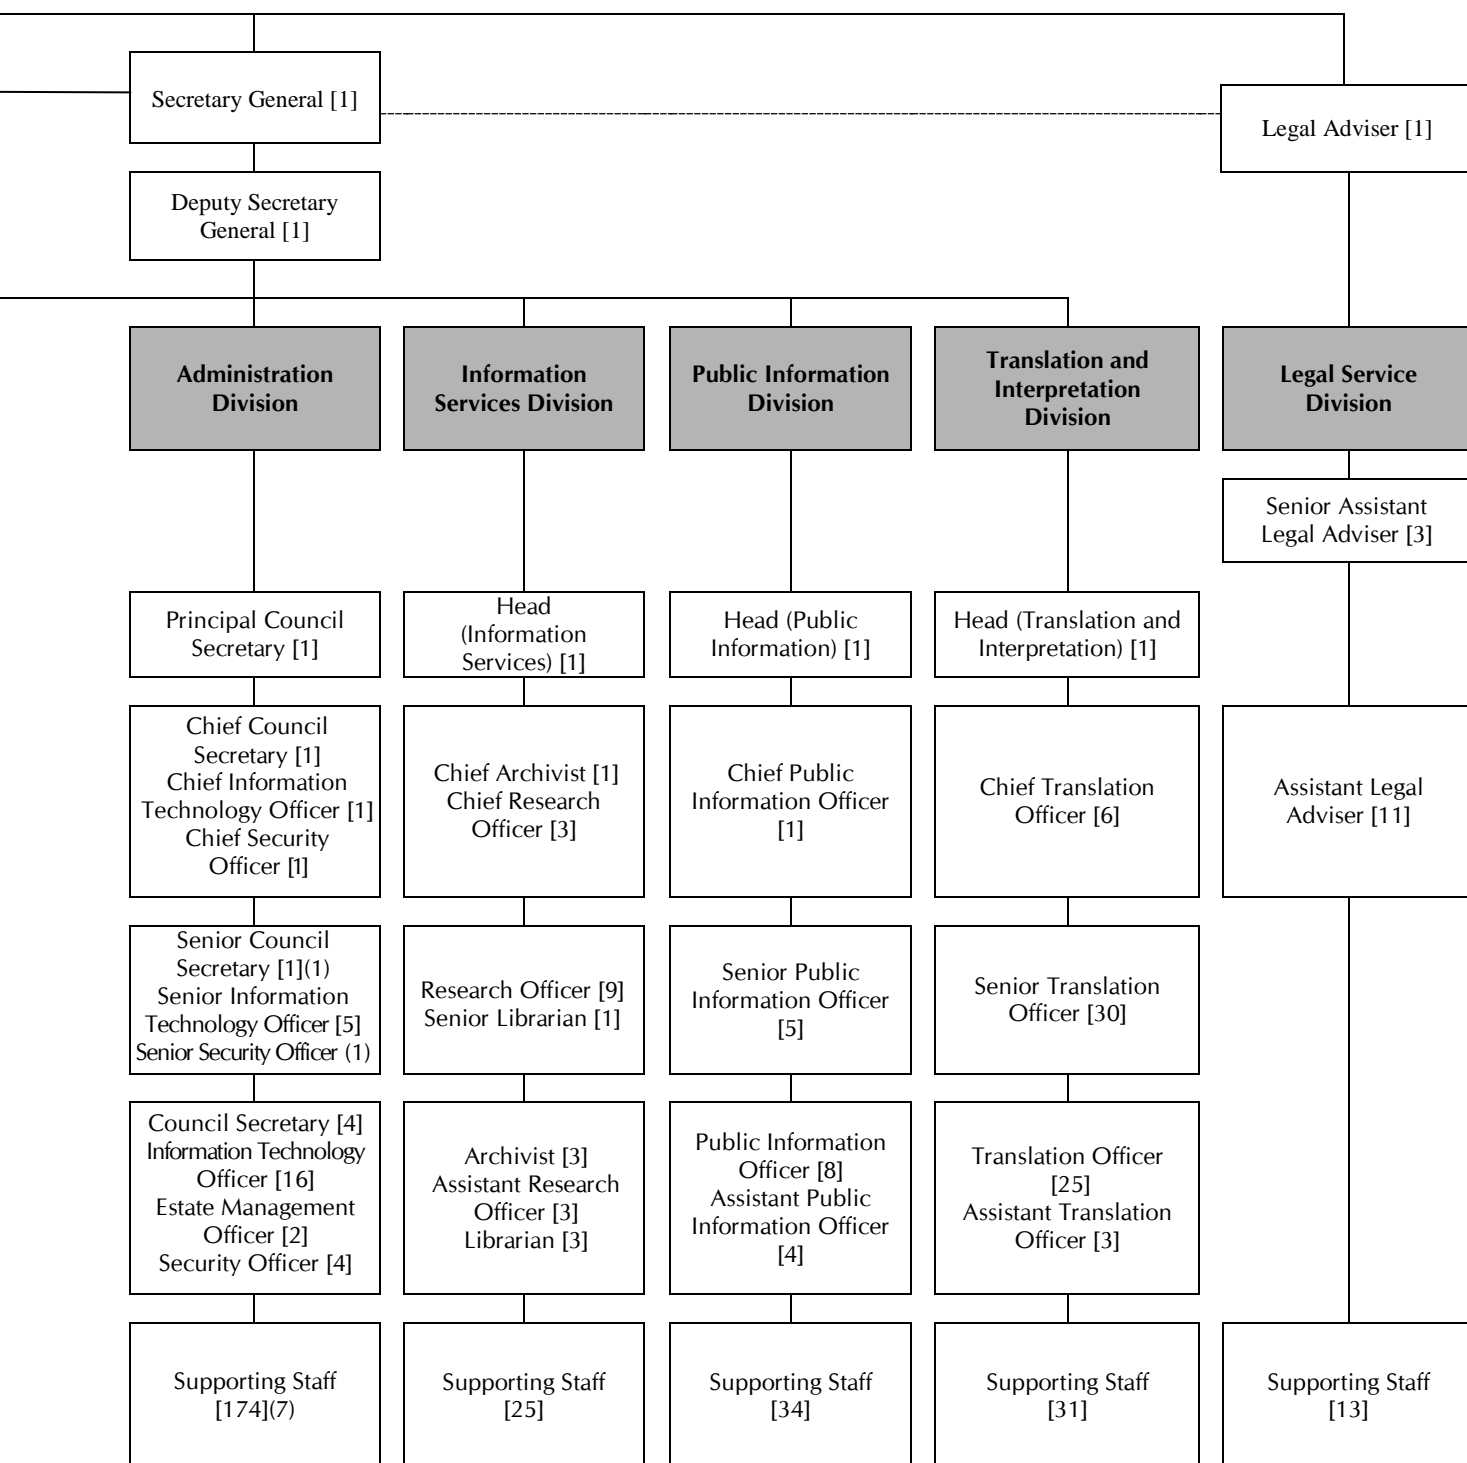 Secretary General [1]
Legal Adviser [1]
Deputy Secretary
General [1]
Administration
Division
Information
Services Division
Public Information
Division
Translation and
Interpretation
Division
Legal Service
Division
Senior Assistant
Legal Adviser [3]
Principal Council
Secretary [1]
Head
(Information
Services) [1]
Head (Public
Information) [1]
Head (Translation and
Interpretation) [1]
Chief Council
Secretary [1]
Chief Information
Technology Officer [1]
Chief Security
Officer [1]
Chief Archivist [1]
Chief Research
Officer [3]
Chief Public
Information Officer
[1]
Chief Translation
Officer [6]
Assistant Legal
Adviser [11]
Senior Council
Secretary [1](1)
Senior Information
Technology Officer [5]
Senior Security Officer (1)
Research Officer [9]
Senior Librarian [1]
Senior Public
Information Officer
[5]
Senior Translation
Officer [30]
Council Secretary [4]
Information Technology
Officer [16]
Estate Management
Officer [2]
Security Officer [4]
Archivist [3]
Assistant Research
Officer [3]
Librarian [3]
Public Information
Officer [8]
Assistant Public
Information Officer
[4]
Translation Officer
[25]
Assistant Translation
Officer [3]
Supporting Staff
[174](7)
Supporting Staff
[25]
Supporting Staff
[34]
Supporting Staff
[31]
Supporting Staff
[13]